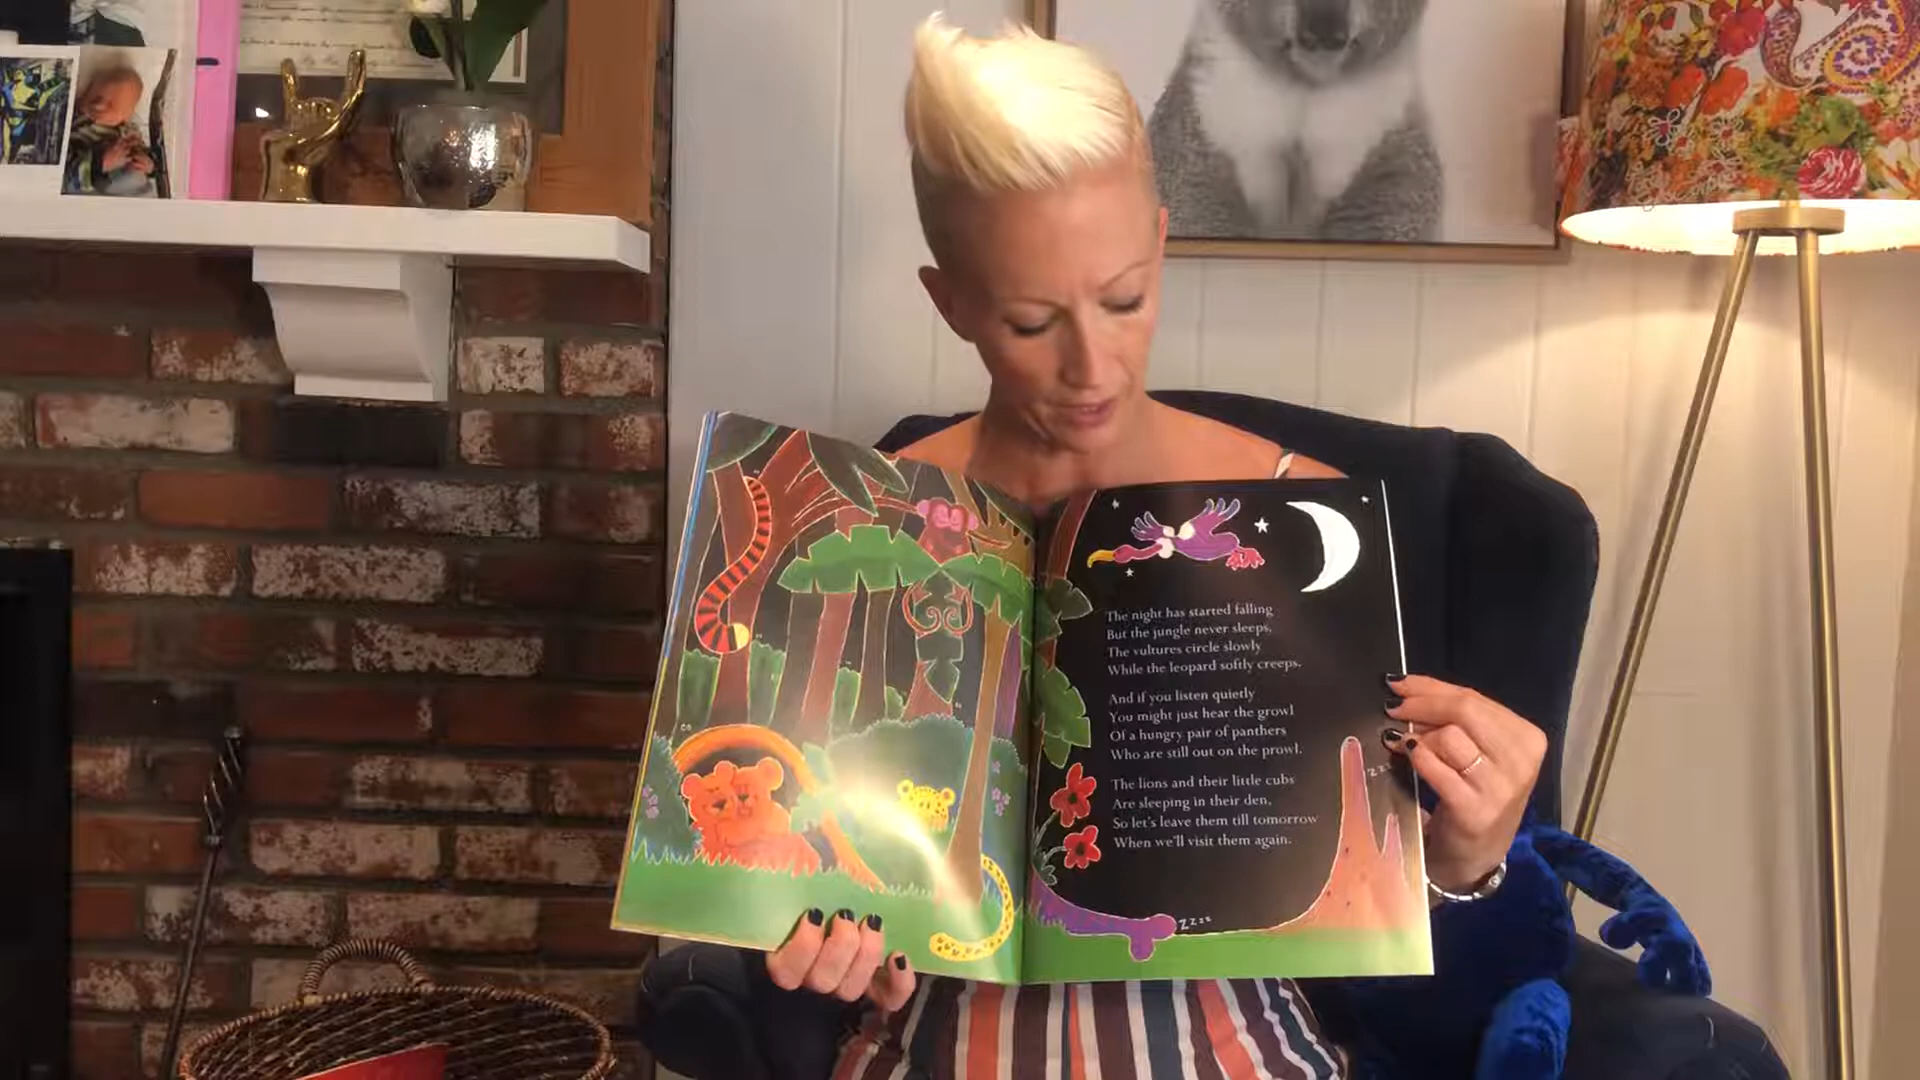 The night has started falling
But the jungle never sleeps,
The vultures circle slowly
While the leopard softly creeps.
And if you listen quietly
You might just hear the growl
Of a hungry pair of panthers
Who are still out on the prowl.
The lions and their little cubs
Are sleeping in their den,
So let's leave them till tomorrow
When we'll visit them again.
zzzz
zzz